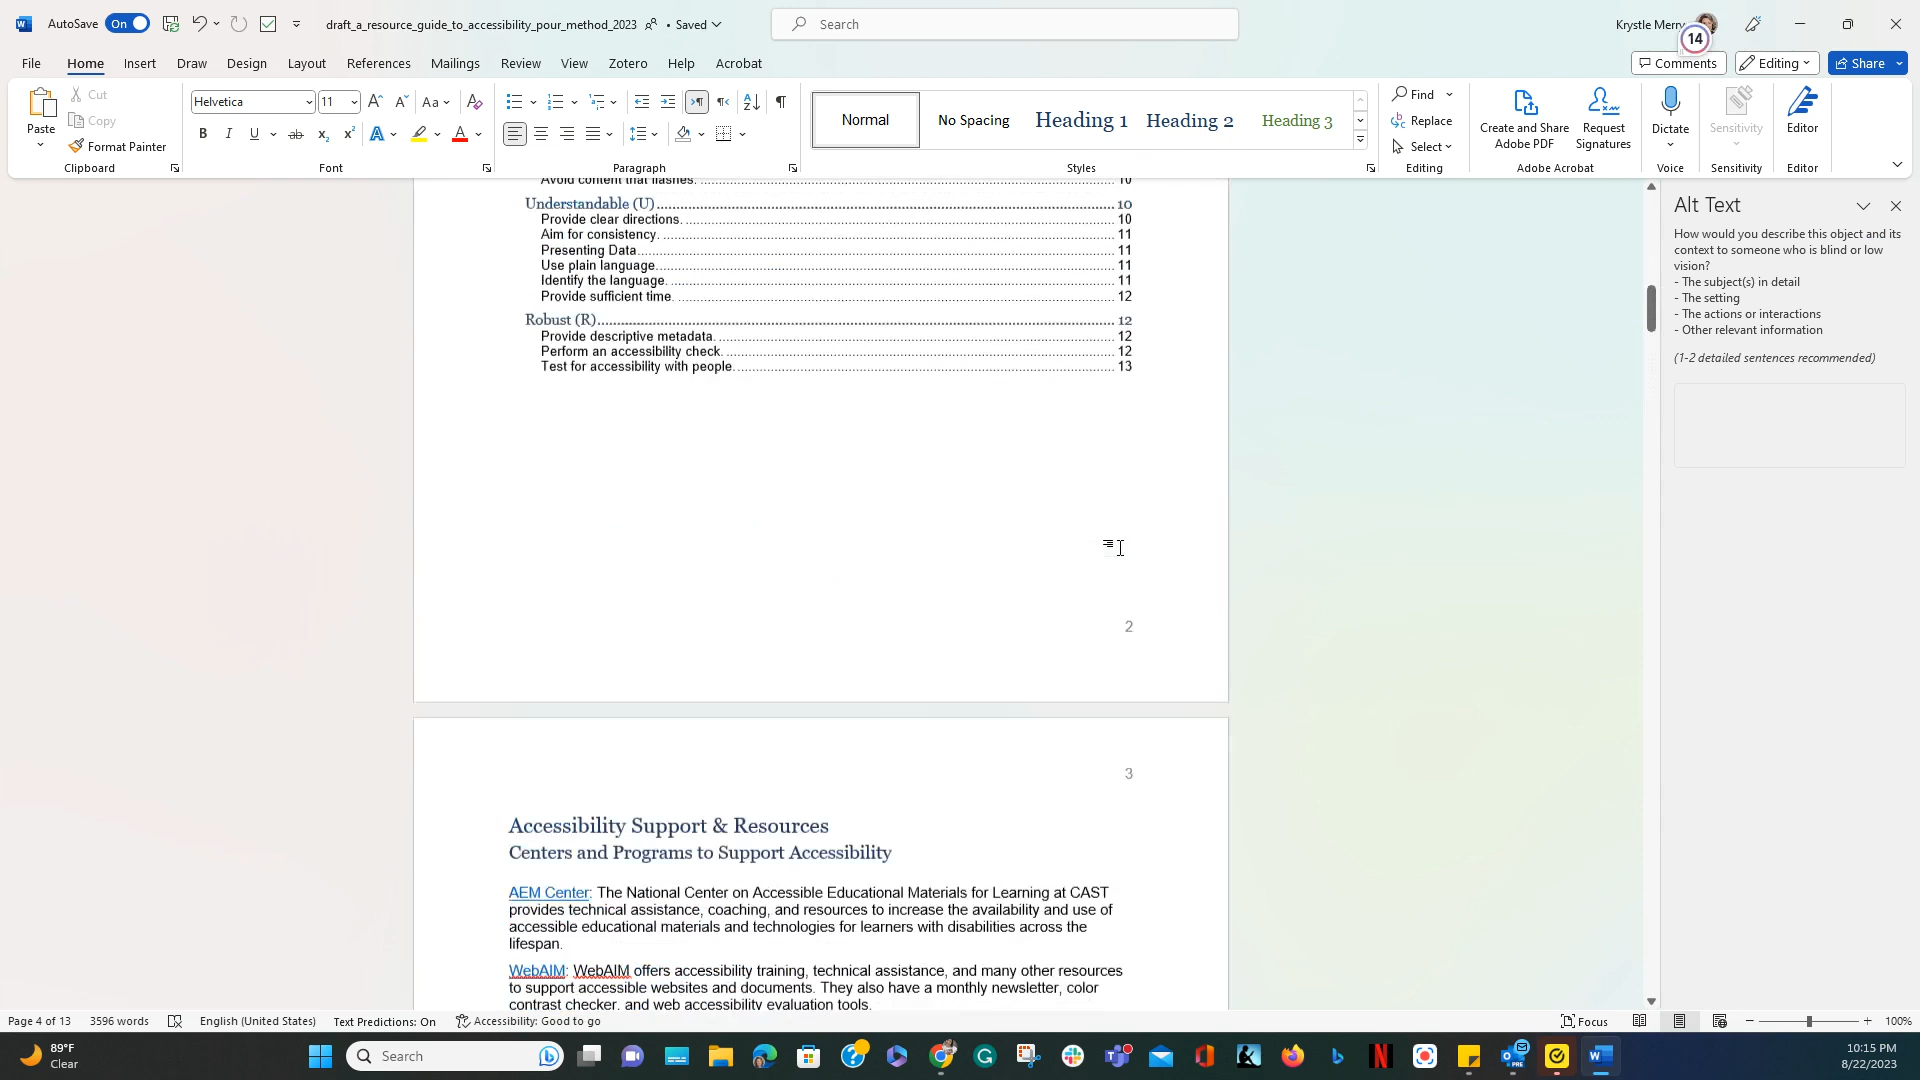 AutoSave On draft_a_resource_guide_to_accessibility_pour_method_2023 Saved Search Krystle Merry
14
File Home Insert Draw Design Layout References Mailings Review View Zotero Help Acrobat Comments Editing Share
Paste Cut Copy Format Painter
Helvetica 11
Normal No Spacing Heading 1 Heading 2 Heading 3
Find Replace Select
Create and Share Adobe PDF
Request Signatures
Dictate Sensitivity Editor
Clipboard Font Paragraph Styles Editing Adobe Acrobat Voice Sensitivity Editor
Avoid content that flashes. 10
Understandable (U) 10
Provide clear directions. 10
Aim for consistency. 11
Presenting Data 11
Use plain language 11
Identify the language. 11
Provide sufficient time. 12
Robust (R) 12
Provide descriptive metadata. 12
Perform an accessibility check. 12
Test for accessibility with people. 13
2
3
Accessibility Support & Resources
Centers and Programs to Support Accessibility
AEM Center: The National Center on Accessible Educational Materials for Learning at CAST
provides technical assistance, coaching, and resources to increase the availability and use of
accessible educational materials and technologies for learners with disabilities across the
lifespan.
WebAIM: WebAIM offers accessibility training, technical assistance, and many other resources
to support accessible websites and documents. They also have a monthly newsletter, color
contrast checker, and web accessibility evaluation tools.
Alt Text
How would you describe this object and its
context to someone who is blind or low
vision?
- The subject(s) in detail
- The setting
- The actions or interactions
- Other relevant information
(1-2 detailed sentences recommended)
Page 4 of 13 3596 words English (United States) Text Predictions: On Accessibility: Good to go Focus 100%
89°F
Clear
Search
10:15 PM
8/22/2023